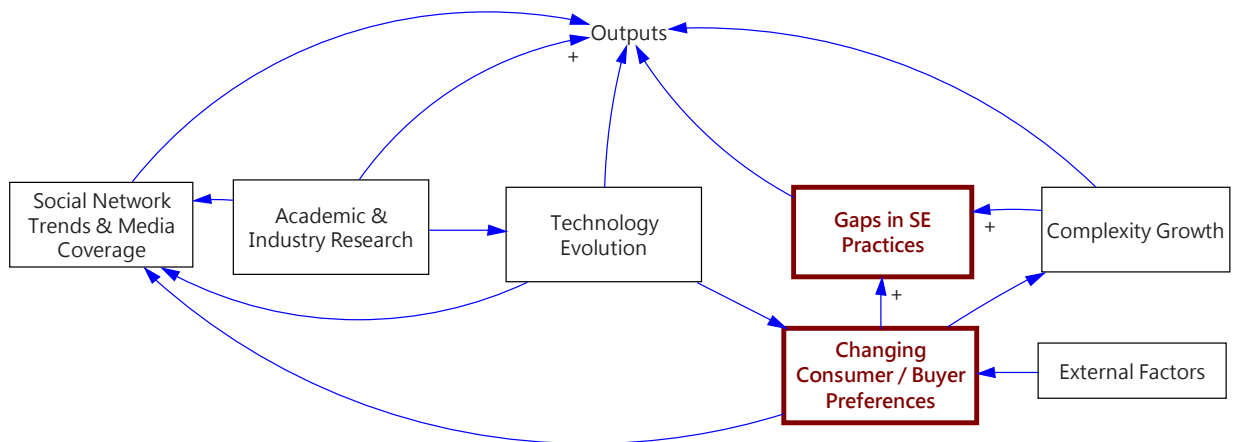 Outputs
+
Social Network
Trends & Media
Coverage
Academic &
Industry Research
Technology
Evolution
Gaps in SE
Practices
+
Complexity Growth
+
Changing
Consumer / Buyer
Preferences
External Factors